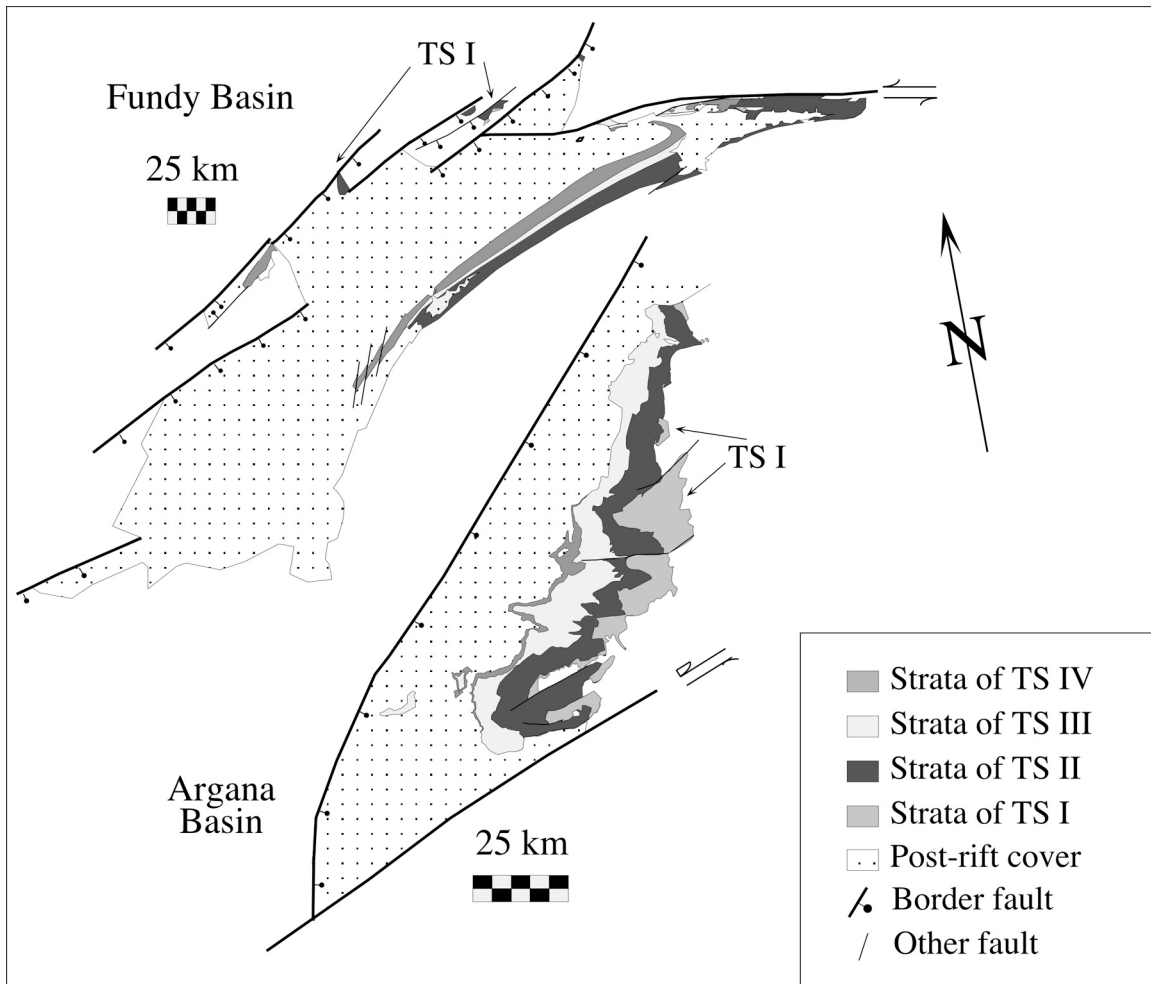 TS I
Fundy Basin
25 km
N
TS I
Argana
Basin
25 km
Strata of TS IV
Strata of TS III
Strata of TS II
Strata of TS I
Post-rift cover
Border fault
Other fault